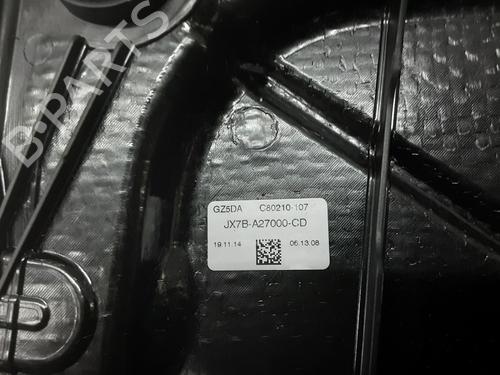 B-PARTS
GZ5DA C80210-107
JX7B-A27000-CD
19.11.14 06.13.08